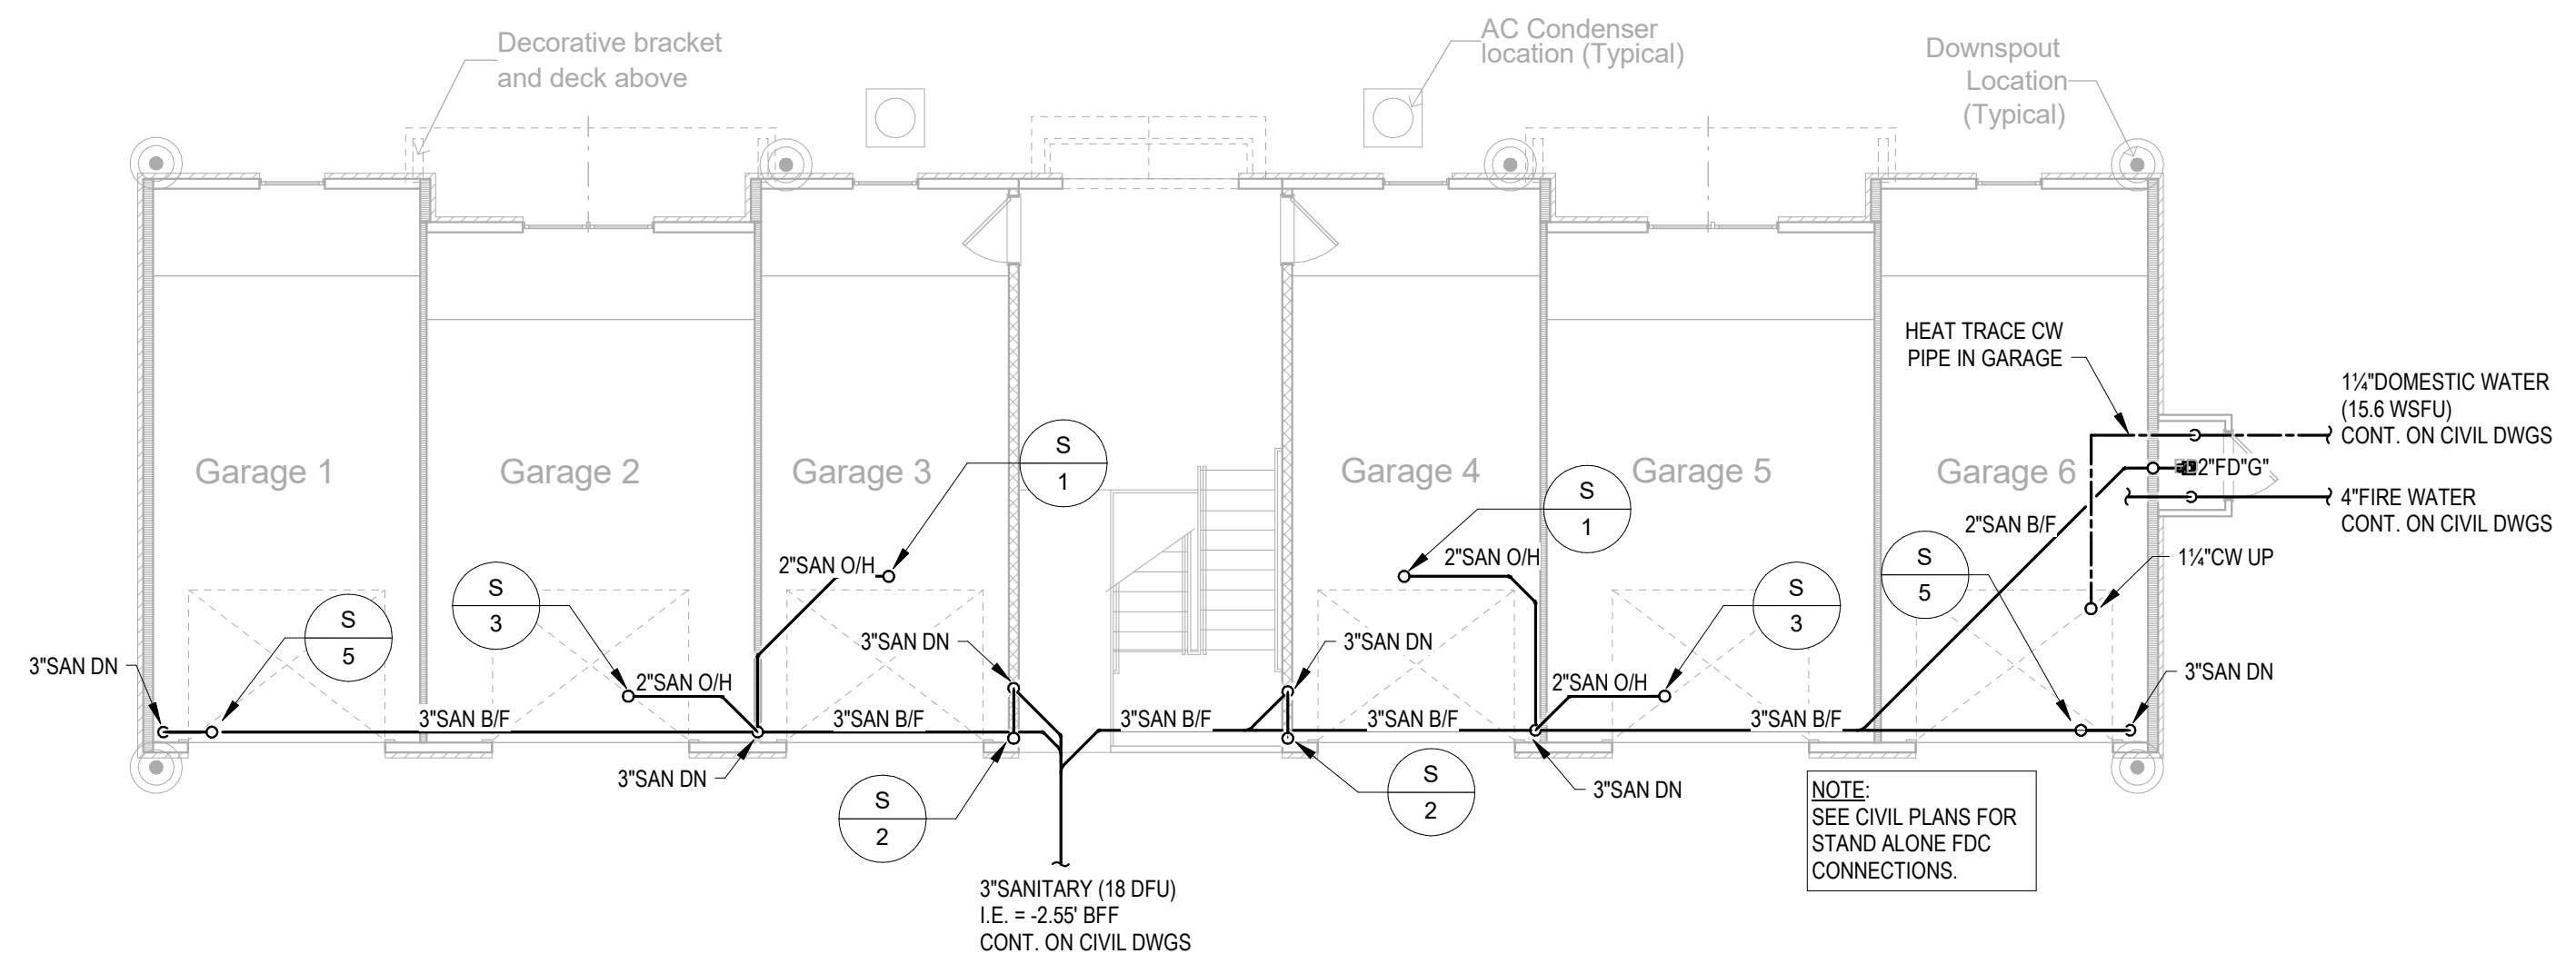 Decorative bracket
and deck above
AC Condenser
location (Typical)
Downspout
Location
(Typical)
HEAT TRACE CW
PIPE IN GARAGE
1¼"DOMESTIC WATER
(15.6 WSFU)
CONT. ON CIVIL DWGS
2"FD"G"
4"FIRE WATER
CONT. ON CIVIL DWGS
Garage 1
Garage 2
Garage 3
Garage 4
Garage 5
Garage 6
S
1
S
1
2"SAN B/F
1¼"CW UP
2"SAN O/H
2"SAN O/H
S
3
S
5
S
3
S
5
3"SAN DN
3"SAN DN
3"SAN DN
3"SAN DN
2"SAN O/H
2"SAN O/H
3"SAN B/F
3"SAN B/F
3"SAN B/F
3"SAN B/F
3"SAN B/F
3"SAN DN
3"SAN DN
S
2
S
2
NOTE:
SEE CIVIL PLANS FOR
STAND ALONE FDC
CONNECTIONS.
3"SANITARY (18 DFU)
I.E. = -2.55' BFF
CONT. ON CIVIL DWGS